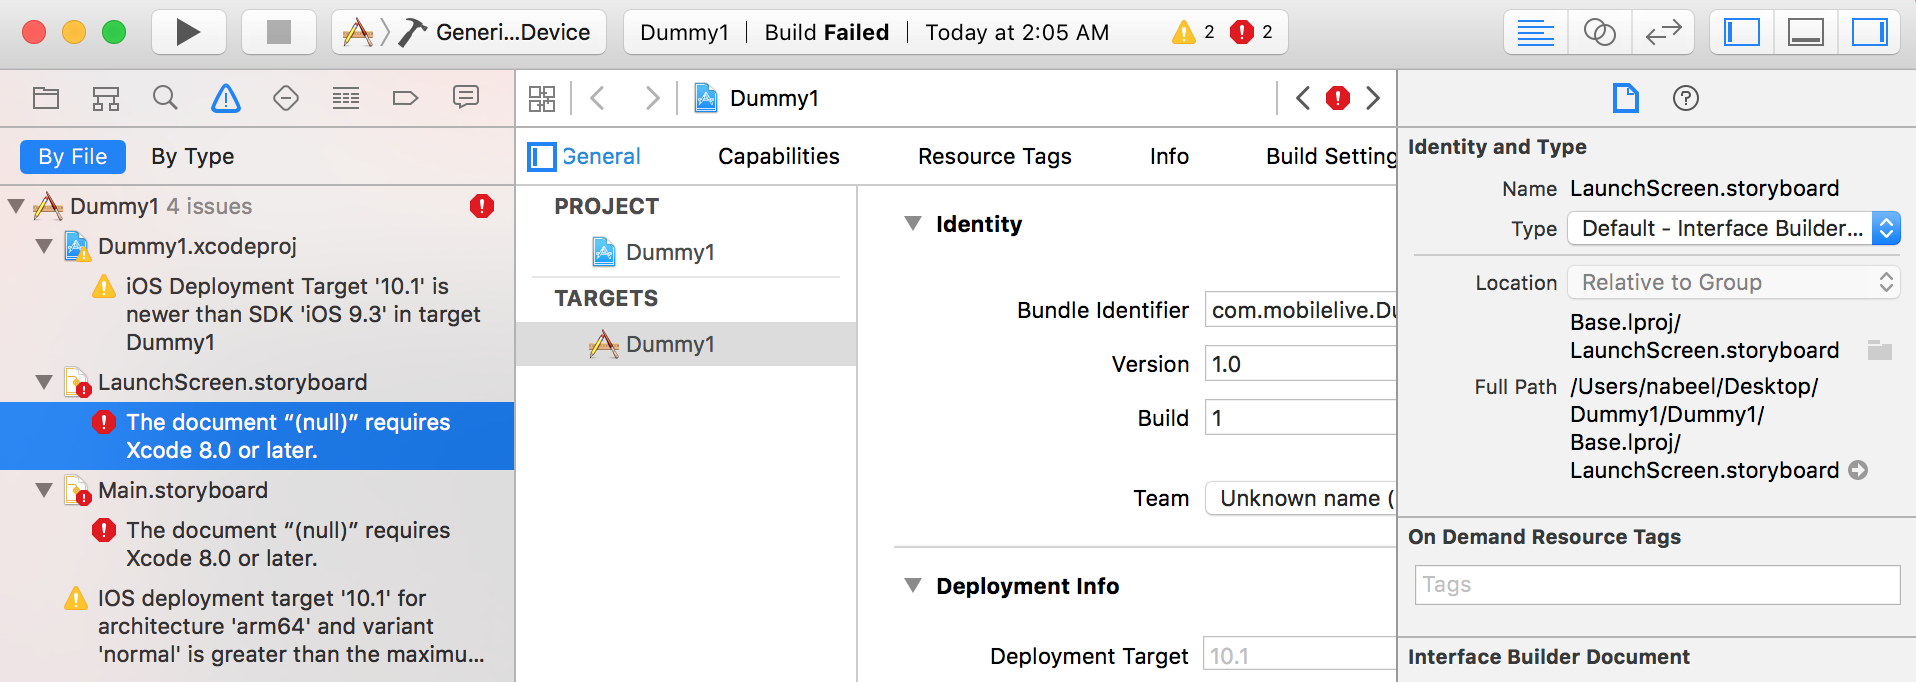 Generi...Device
Dummy1 | Build Failed | Today at 2:05 AM 2 2
Dummy1
By File By Type
General Capabilities Resource Tags Info Build Setting
Dummy1 4 issues
Dummy1.xcodeproj
iOS Deployment Target '10.1' is
newer than SDK 'iOS 9.3' in target
Dummy1
LaunchScreen.storyboard
The document “(null)” requires
Xcode 8.0 or later.
Main.storyboard
The document “(null)” requires
Xcode 8.0 or later.
IOS deployment target '10.1' for
architecture 'arm64' and variant
'normal' is greater than the maximu...
PROJECT
Dummy1
TARGETS
Dummy1
Identity
Bundle Identifier com.mobilelive.Du
Version 1.0
Build 1
Team Unknown name (
Deployment Info
Deployment Target 10.1
Identity and Type
Name LaunchScreen.storyboard
Type Default - Interface Builder...
Location Relative to Group
Base.lproj/
LaunchScreen.storyboard
Full Path /Users/nabeel/Desktop/
Dummy1/Dummy1/
Base.lproj/
LaunchScreen.storyboard
On Demand Resource Tags
Tags
Interface Builder Document